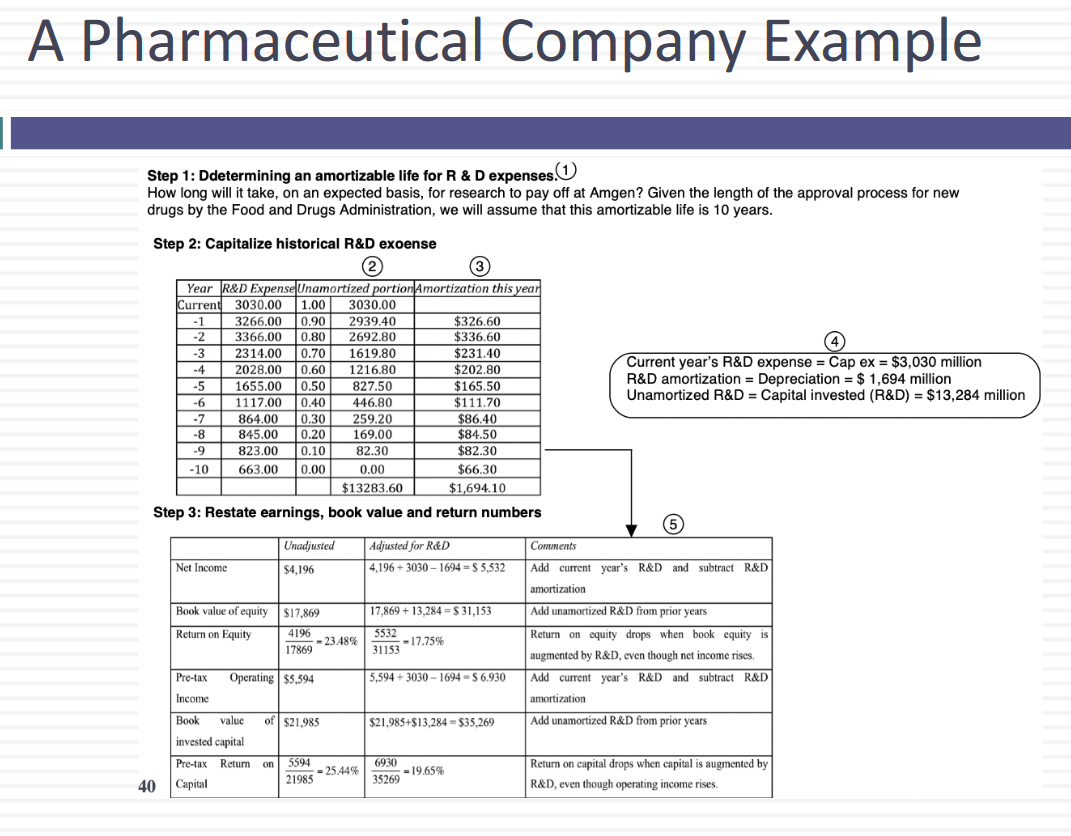 A Pharmaceutical Company Example
Step 1: Ddetermining an amortizable life for R & D expenses. 1
How long will it take, on an expected basis, for research to pay off at Amgen? Given the length of the approval process for new
drugs by the Food and Drugs Administration, we will assume that this amortizable life is 10 years.
Step 2: Capitalize historical R&D exoense
2 3
Year R&D Expense Unamortized portion Amortization this year
Current 3030.00 1.00 3030.00
-1 3266.00 0.90 2939.40 $326.60
-2 3366.00 0.80 2692.80 $336.60
-3 2314.00 0.70 1619.80 $231.40
-4 2028.00 0.60 1216.80 $202.80
-5 1655.00 0.50 827.50 $165.50
-6 1117.00 0.40 446.80 $111.70
-7 864.00 0.30 259.20 $86.40
-8 845.00 0.20 169.00 $84.50
-9 823.00 0.10 82.30 $82.30
-10 663.00 0.00 0.00 $66.30
$13283.60 $1,694.10
4
Current year's R&D expense = Cap ex = $3,030 million
R&D amortization = Depreciation = $ 1,694 million
Unamortized R&D = Capital invested (R&D) = $13,284 million
Step 3: Restate earnings, book value and return numbers
5
Unadjusted Adjusted for R&D Comments
Net Income $4,196 4,196 + 3030 – 1694 = $ 5,532 Add current year's R&D and subtract R&D
amortization
Book value of equity $17,869 17,869 + 13,284 = $ 31,153 Add unamortized R&D from prior years
Return on Equity 4196/17869 = 23.48% 5532/31153 = 17.75% Return on equity drops when book equity is
augmented by R&D, even though net income rises.
Pre-tax Operating $5,594 5,594 + 3030 – 1694 = $ 6.930 Add current year's R&D and subtract R&D
Income amortization
Book value of $21,985 $21,985+$13,284 = $35,269 Add unamortized R&D from prior years
invested capital
Pre-tax Return on 5594/21985 = 25.44% 6930/35269 = 19.65% Return on capital drops when capital is augmented by
Capital R&D, even though operating income rises.
40